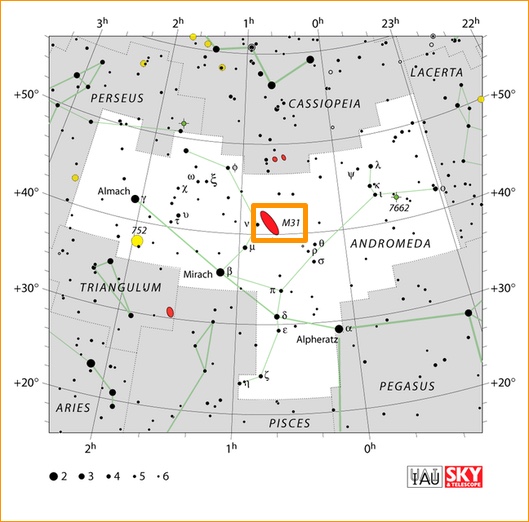 3h 2h 1h 0h 23h 22h
LACERTA
+50° PERSEUS CASSIOPEIA +50°
φ λ
ω ξ ψ
χ κ ι ο
+40° Almach γ 7662 +40°
υ
τ ν M31
752 θ ANDROMEDA
μ ρ
σ
Mirach β
TRIANGULUM π
+30° +30°
δ
ε α
Alpheratz
ζ
+20° η PEGASUS +20°
ARIES
PISCES
2h 1h 0h
2 3 4 5 6
IAU SKY
& TELESCOPE